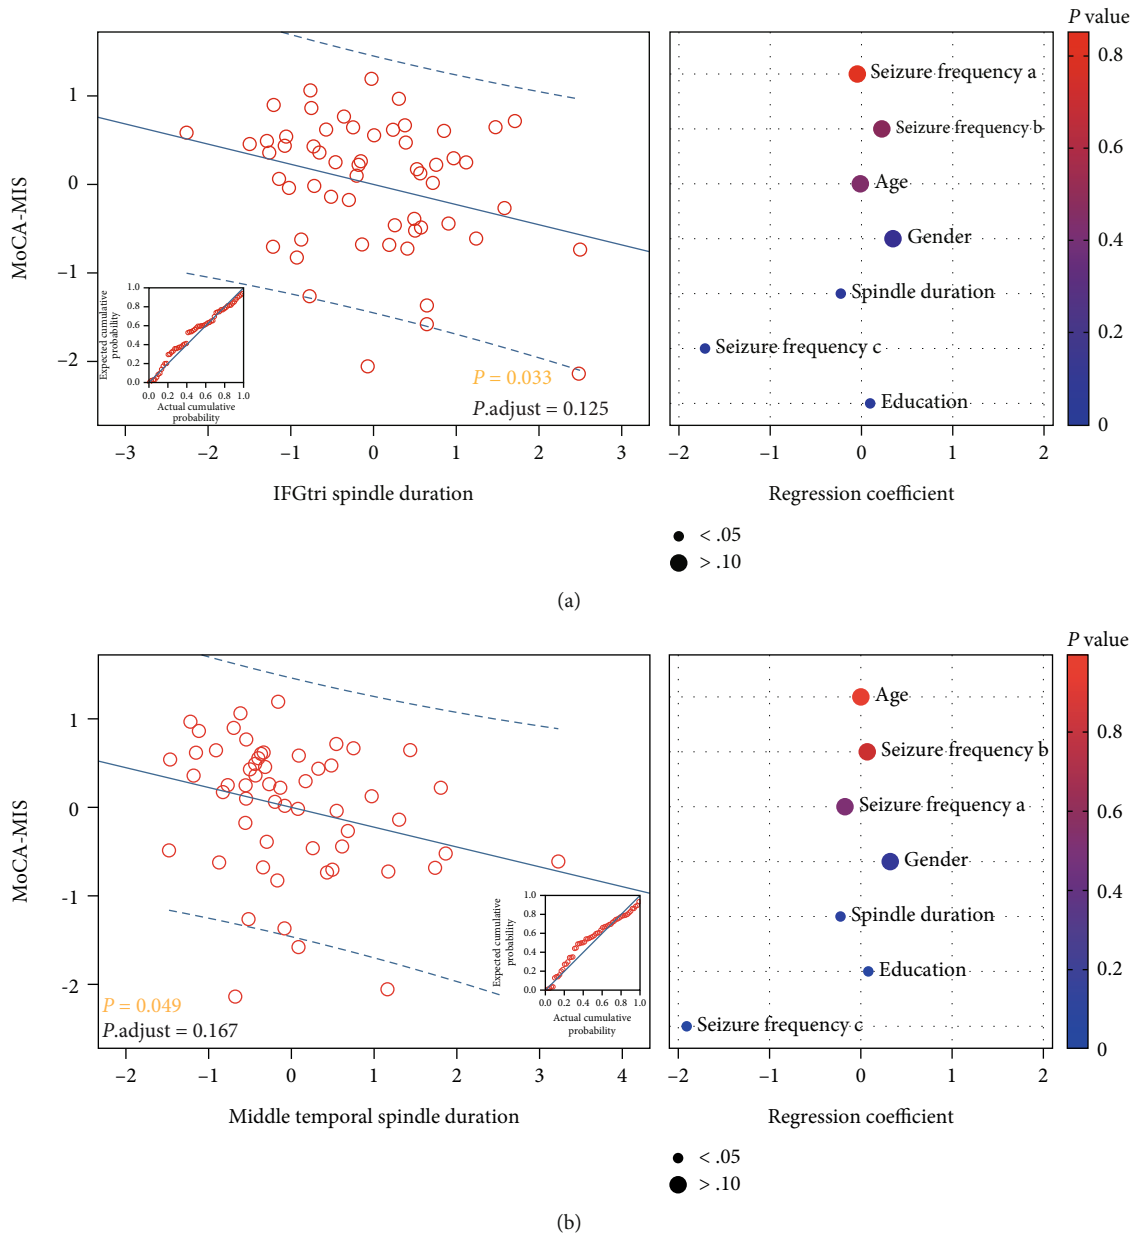 P value
MoCA-MIS
1
0
−1
−2
−3
−2
−1
0
1
2
3
IFGtri spindle duration
P = 0.033
P.adjust = 0.125
Expected cumulative
probability
1.0
0.8
0.6
0.4
0.2
0.0
0.0 0.2 0.4 0.6 0.8 1.0
Actual cumulative
probability
Seizure frequency a
Seizure frequency b
Age
Gender
Spindle duration
Seizure frequency c
Education
−2
−1
0
1
2
Regression coefficient
0.8
0.6
0.4
0.2
0
< .05
> .10
(a)
P value
MoCA-MIS
1
0
-1
-2
−2
−1
0
1
2
3
4
Middle temporal spindle duration
P = 0.049
P.adjust = 0.167
Expected cumulative
probability
1.0
0.8
0.6
0.4
0.2
0.0
0.0 0.2 0.4 0.6 0.8 1.0
Actual cumulative
probability
Age
Seizure frequency b
Seizure frequency a
Gender
Spindle duration
Education
Seizure frequency c
−2
−1
0
1
2
Regression coefficient
0.8
0.6
0.4
0.2
0
< .05
> .10
(b)